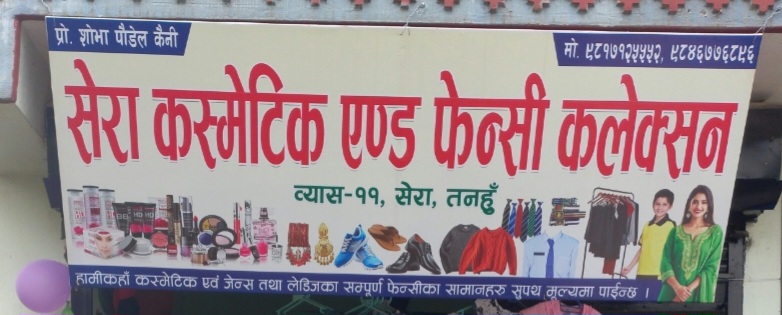 प्रो. शोभा पौडेल कैनी
मो. ९८१७१२५५५२, ९८४६७७६८९६
सेरा कस्मेटिक एण्ड फेन्सी कलेक्सन
व्यास-११, सेरा, तनहुँ
हामीकहाँ कस्मेटिक एवं जेन्स तथा लेडिजका सम्पूर्ण फेन्सीका सामानहरु सुपथ मूल्यमा पाईन्छ ।